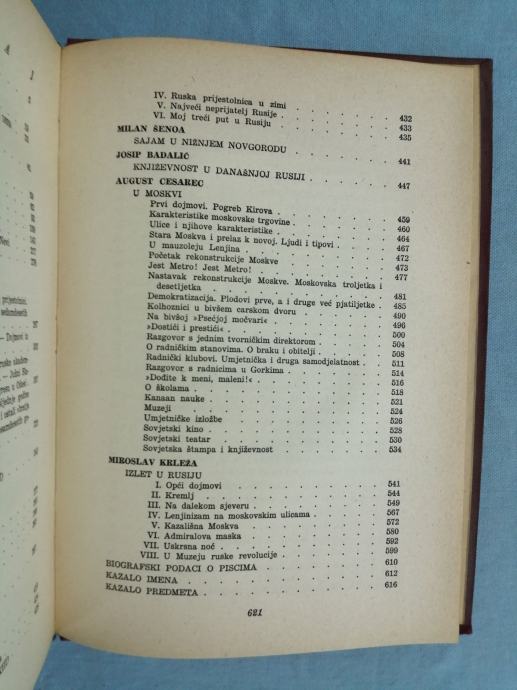 IV. Ruska prijestolnica u zimi . . . . . . . 432
V. Najveći neprijatelj Rusije . . . . . . . 433
VI. Moj treći put u Rusiju . . . . . . . 435
MILAN ŠENOA
SAJAM U NIŽNJEM NOVGORODU . . . . . 441
JOSIP BADALIĆ
KNJIŽEVNOST U DANAŠNJOJ RUSIJI . . . . 447
AUGUST CESAREC
U MOSKVI
Prvi dojmovi. Pogreb Kirova . . . . . . 459
Karakteristike moskovske trgovine . . . . . 460
Ulice i njihove karakteristike . . . . . . 464
Stara Moskva i prelaz k novoj. Ljudi i tipovi . . 467
U mauzoleju Lenjina . . . . . . . 472
Početak rekonstrukcije Moskve . . . . . 473
Jest Metro! Jest Metro! . . . . . . . 477
Nastavak rekonstrukcije Moskve. Moskovska troljetka i
desetljetka . . . . . . . . . 481
Demokratizacija. Plodovi prve, a i druge već pjatiljetke . 485
Kolhoznici u bivšem carskom dvoru . . . . 490
Na bivšoj »Psećjoj močvari« . . . . . . 496
»Dostići i prestići« . . . . . . . . 500
Razgovor s jednim tvorničkim direktorom . . . 504
O radničkim stanovima. O braku i obitelji . . . 508
Radnički klubovi. Umjetnička i druga samodjelatnost . 511
Razgovor s radnicima u Gorkima . . . . . 514
»Dođite k meni, maleni!« . . . . . . . 516
O školama . . . . . . . . . 518
Kanaan nauke . . . . . . . . 521
Muzeji . . . . . . . . . . 524
Umjetničke izložbe . . . . . . . . 526
Sovjetski kino . . . . . . . . . 528
Sovjetski teatar . . . . . . . . 530
Sovjetska štampa i književnost . . . . . . 534
MIROSLAV KRLEŽA
IZLET U RUSIJU
I. Opći dojmovi . . . . . . . . 541
II. Kremlj . . . . . . . . . 544
III. Na dalekom sjeveru . . . . . . . 549
IV. Lenjinizam na moskovskim ulicama . . . . 567
V. Kazališna Moskva . . . . . . . 572
VI. Admiralova maska . . . . . . . 580
VII. Uskrsna noć . . . . . . . . 592
VIII. U Muzeju ruske revolucije . . . . . . 599
BIOGRAFSKI PODACI O PISCIMA . . . . . 610
KAZALO IMENA . . . . . . . . . 612
KAZALO PREDMETA . . . . . . . . 616
621